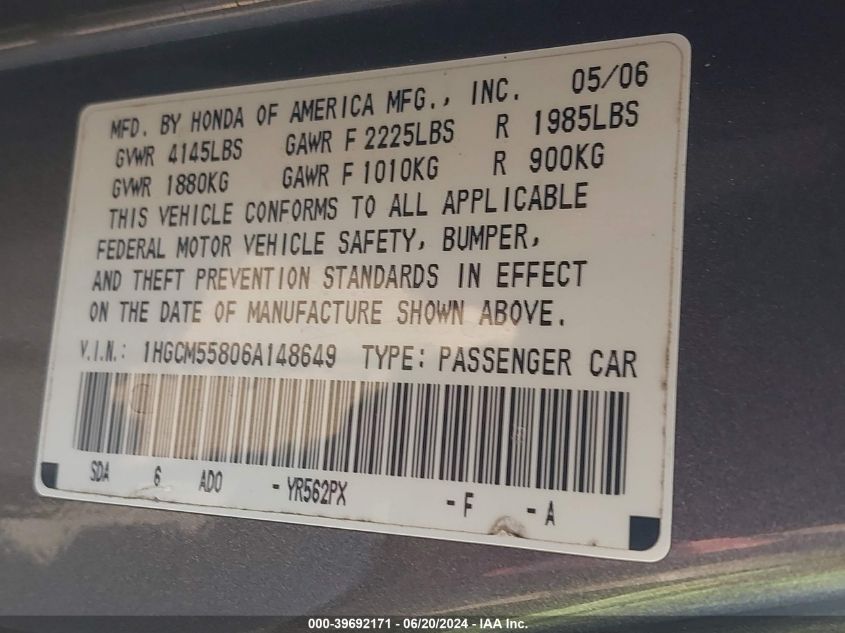 MFD. BY HONDA OF AMERICA MFG., INC. 05/06
GVWR 4145LBS GAWR F 2225LBS R 1985LBS
GVWR 1880KG GAWR F 1010KG R 900KG
THIS VEHICLE CONFORMS TO ALL APPLICABLE
FEDERAL MOTOR VEHICLE SAFETY, BUMPER,
AND THEFT PREVENTION STANDARDS IN EFFECT
ON THE DATE OF MANUFACTURE SHOWN ABOVE.
V.I.N.: 1HGCM55806A148649 TYPE: PASSENGER CAR
SDA 6 ADO - YR562PX - F - A
000-39692171 - 06/20/2024 - IAA Inc.